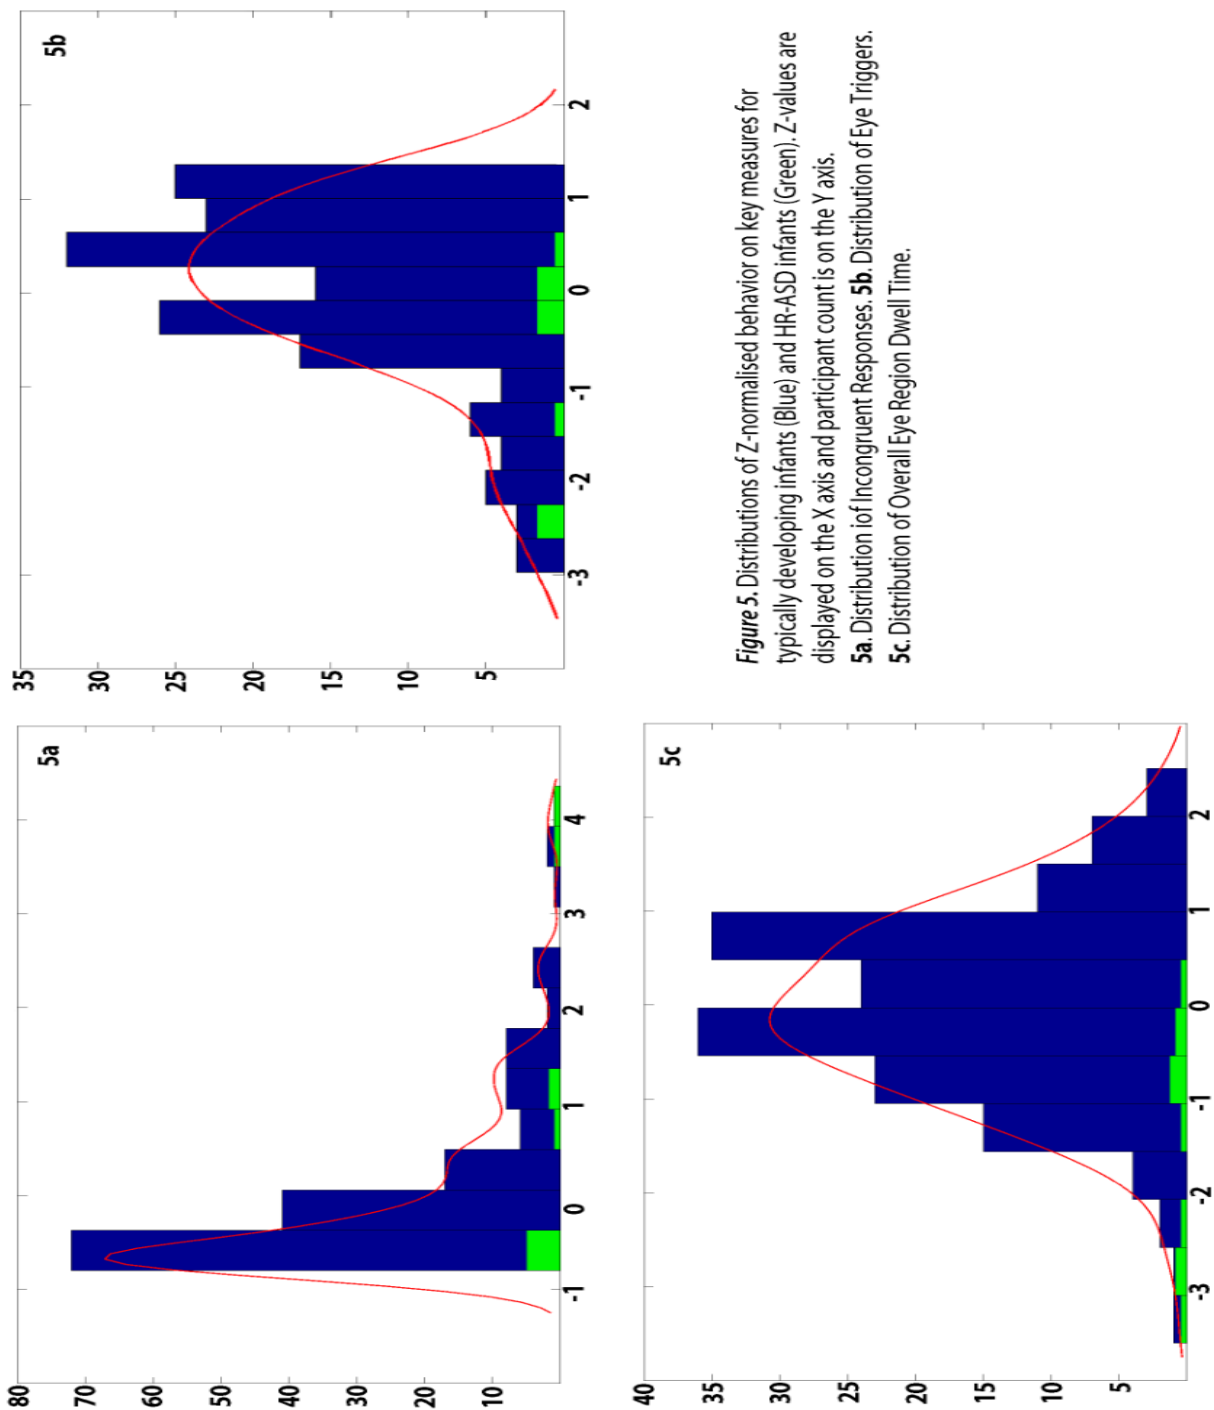 5a
80
70
60
50
40
30
20
10
-1 0 1 2 3 4
5b
35
30
25
20
15
10
5
-3 -2 -1 0 1 2
5c
40
35
30
25
20
15
10
5
-3 -2 -1 0 1 2
Figure 5. Distributions of Z-normalised behavior on key measures for
typically developing infants (Blue) and HR-ASD infants (Green). Z-values are
displayed on the X axis and participant count is on the Y axis.
5a. Distribution iof Incongruent Responses. 5b. Distribution of Eye Triggers.
5c. Distribution of Overall Eye Region Dwell Time.